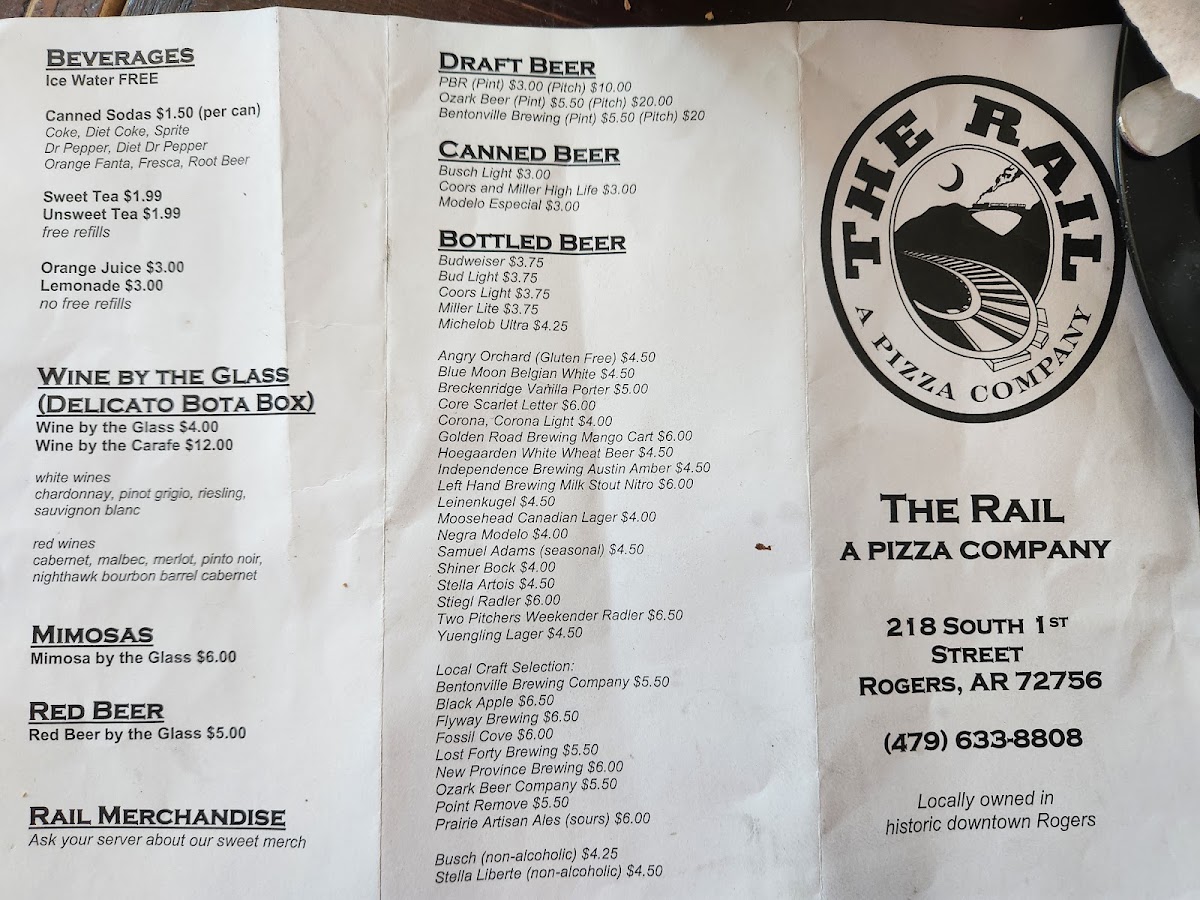 BEVERAGES
Ice Water FREE
Canned Sodas $1.50 (per can)
Coke, Diet Coke, Sprite
Dr Pepper, Diet Dr Pepper
Orange Fanta, Fresca, Root Beer
Sweet Tea $1.99
Unsweet Tea $1.99
free refills
Orange Juice $3.00
Lemonade $3.00
no free refills
WINE BY THE GLASS
(DELICATO BOTA BOX)
Wine by the Glass $4.00
Wine by the Carafe $12.00
white wines
chardonnay, pinot grigio, riesling,
sauvignon blanc
red wines
cabernet, malbec, merlot, pinto noir,
nighthawk bourbon barrel cabernet
MIMOSAS
Mimosa by the Glass $6.00
RED BEER
Red Beer by the Glass $5.00
RAIL MERCHANDISE
Ask your server about our sweet merch
DRAFT BEER
PBR (Pint) $3.00 (Pitch) $10.00
Ozark Beer (Pint) $5.50 (Pitch) $20.00
Bentonville Brewing (Pint) $5.50 (Pitch) $20
CANNED BEER
Busch Light $3.00
Coors and Miller High Life $3.00
Modelo Especial $3.00
BOTTLED BEER
Budweiser $3.75
Bud Light $3.75
Coors Light $3.75
Miller Lite $3.75
Michelob Ultra $4.25
Angry Orchard (Gluten Free) $4.50
Blue Moon Belgian White $4.50
Breckenridge Vanilla Porter $5.00
Core Scarlet Letter $6.00
Corona, Corona Light $4.00
Golden Road Brewing Mango Cart $6.00
Hoegaarden White Wheat Beer $4.50
Independence Brewing Austin Amber $4.50
Left Hand Brewing Milk Stout Nitro $6.00
Leinenkugel $4.50
Moosehead Canadian Lager $4.00
Negra Modelo $4.00
Samuel Adams (seasonal) $4.50
Shiner Bock $4.00
Stella Artois $4.50
Stiegl Radler $6.00
Two Pitchers Weekender Radler $6.50
Yuengling Lager $4.50
Local Craft Selection:
Bentonville Brewing Company $5.50
Black Apple $6.50
Flyway Brewing $6.50
Fossil Cove $6.00
Lost Forty Brewing $5.50
New Province Brewing $6.00
Ozark Beer Company $5.50
Point Remove $5.50
Prairie Artisan Ales (sours) $6.00
Busch (non-alcoholic) $4.25
Stella Liberte (non-alcoholic) $4.50
THE RAIL
A PIZZA COMPANY
THE RAIL
A PIZZA COMPANY
218 SOUTH 1ST
STREET
ROGERS, AR 72756
(479) 633-8808
Locally owned in
historic downtown Rogers